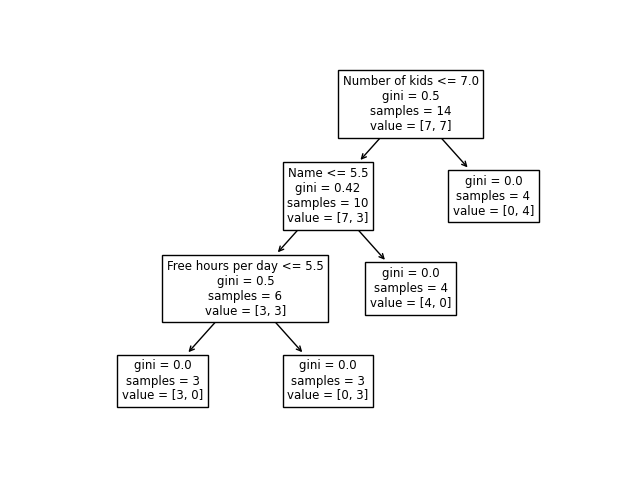 Number of kids <= 7.0
gini = 0.5
samples = 14
value = [7, 7]
Name <= 5.5
gini = 0.42
samples = 10
value = [7, 3]
gini = 0.0
samples = 4
value = [0, 4]
Free hours per day <= 5.5
gini = 0.5
samples = 6
value = [3, 3]
gini = 0.0
samples = 4
value = [4, 0]
gini = 0.0
samples = 3
value = [3, 0]
gini = 0.0
samples = 3
value = [0, 3]